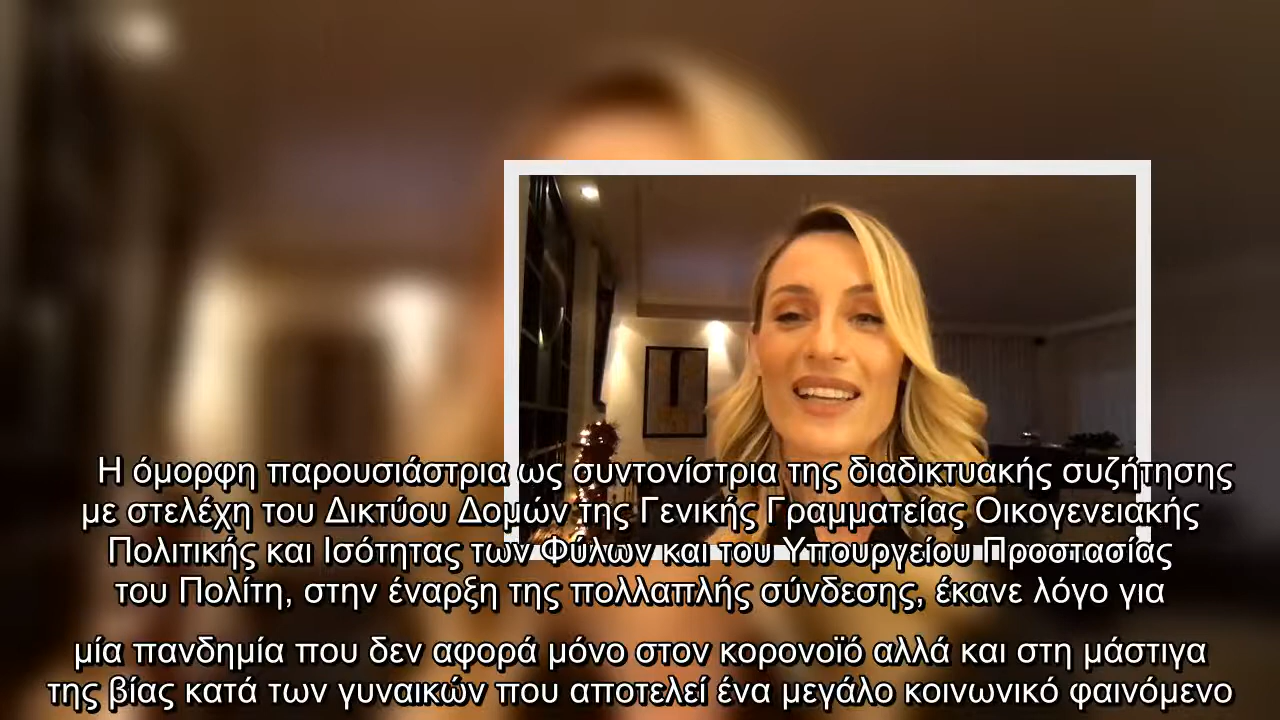 Η όμορφη παρουσιάστρια ως συντονίστρια της διαδικτυακής συζήτησης
με στελέχη του Δικτύου Δομών της Γενικής Γραμματείας Οικογενειακής
Πολιτικής και Ισότητας των Φύλων και του Υπουργείου Προστασίας
του Πολίτη, στην έναρξη της πολλαπλής σύνδεσης, έκανε λόγο για
μία πανδημία που δεν αφορά μόνο στον κορονοϊό αλλά και στη μάστιγα
της βίας κατά των γυναικών που αποτελεί ένα μεγάλο κοινωνικό φαινόμενο